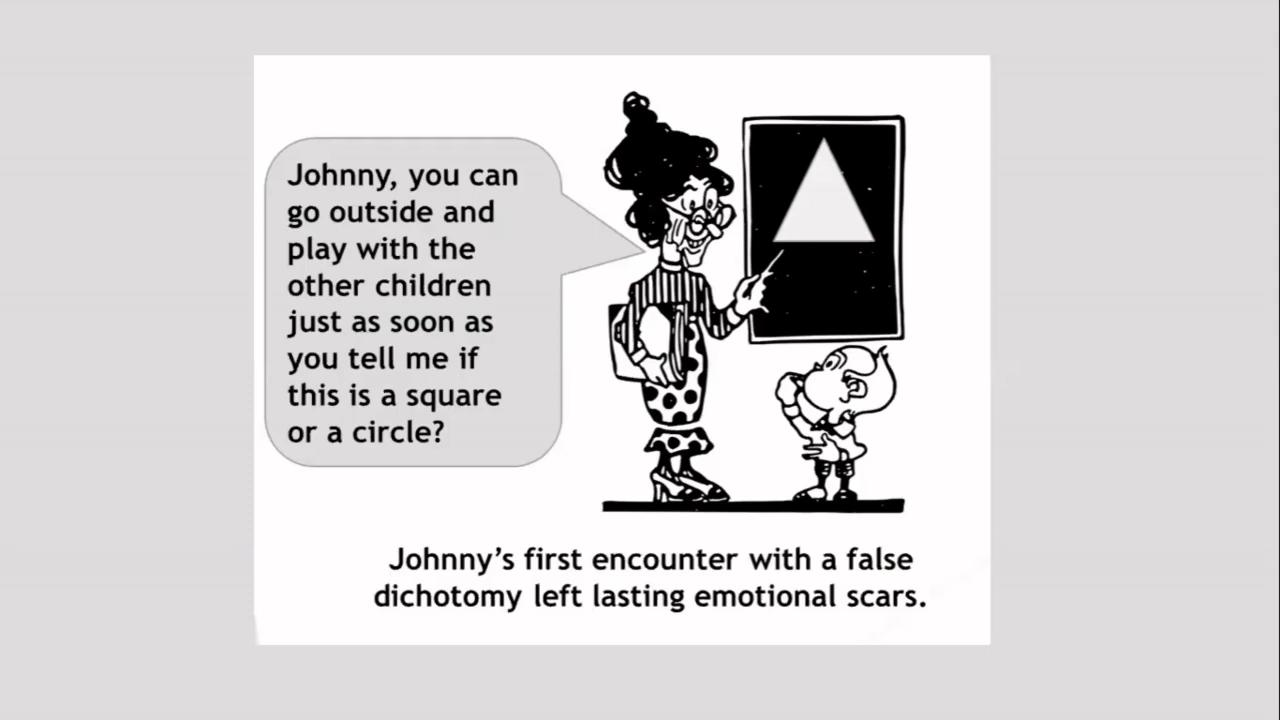 Johnny, you can
go outside and
play with the
other children
just as soon as
you tell me if
this is a square
or a circle?
Johnny’s first encounter with a false
dichotomy left lasting emotional scars.